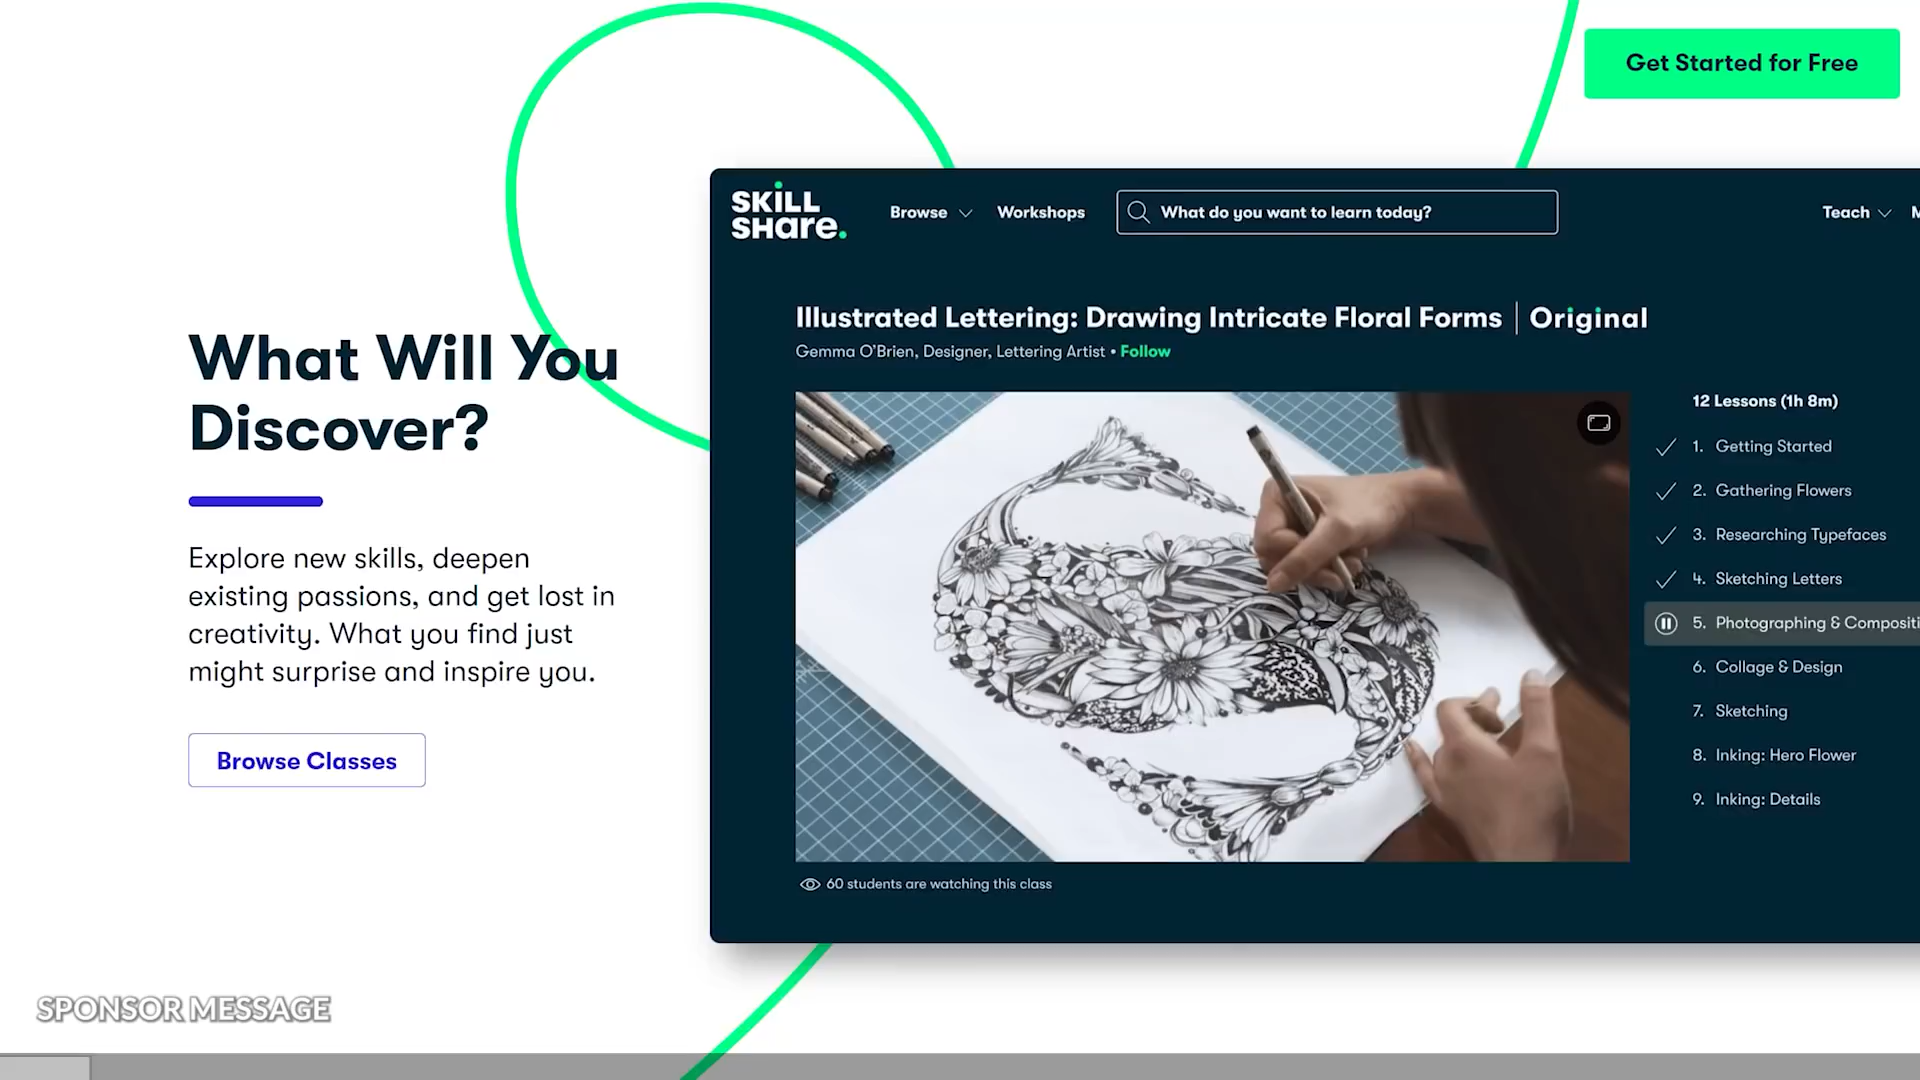 Get Started for Free
SKILL
SHare.
Browse
Workshops
What do you want to learn today?
Teach
Illustrated Lettering: Drawing Intricate Floral Forms | Original
Gemma O'Brien, Designer, Lettering Artist • Follow
What Will You
Discover?
Explore new skills, deepen
existing passions, and get lost in
creativity. What you find just
might surprise and inspire you.
Browse Classes
12 Lessons (1h 8m)
1. Getting Started
2. Gathering Flowers
3. Researching Typefaces
4. Sketching Letters
5. Photographing & Compositi
6. Collage & Design
7. Sketching
8. Inking: Hero Flower
9. Inking: Details
60 students are watching this class
SPONSOR MESSAGE